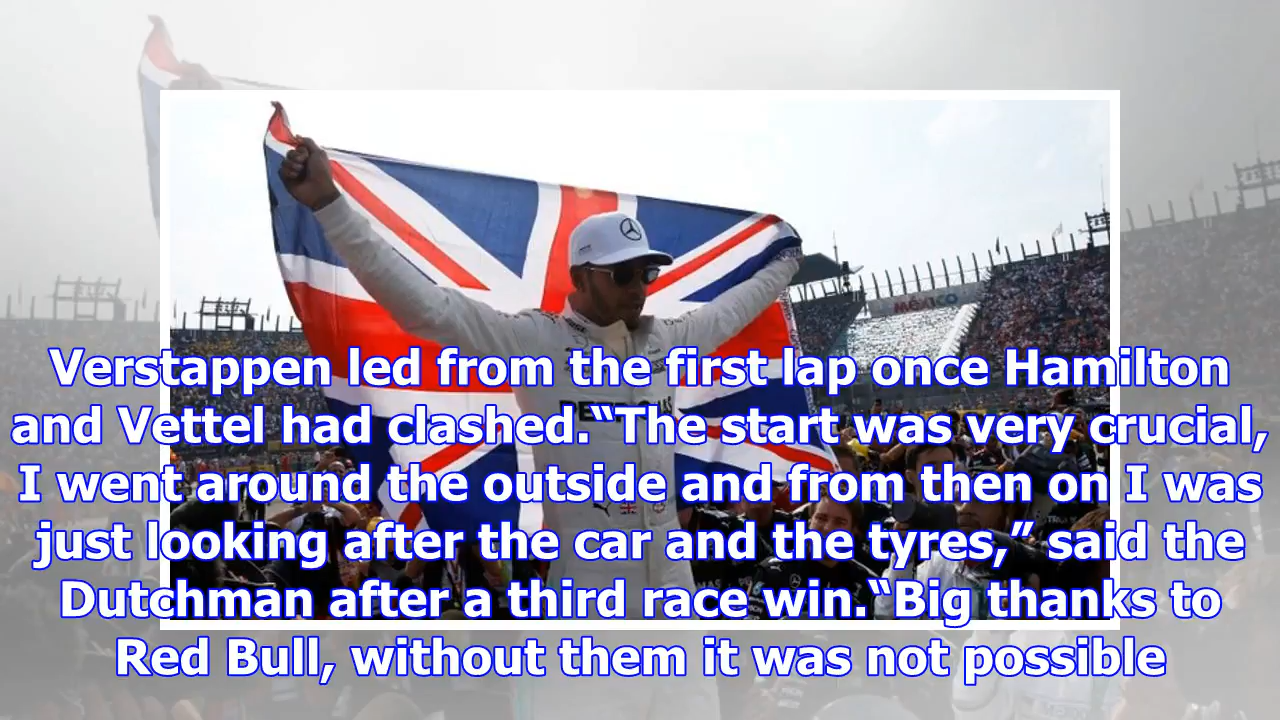 MÉXICO
Verstappen led from the first lap once Hamilton
and Vettel had clashed.“The start was very crucial,
I went around the outside and from then on I was
just looking after the car and the tyres,” said the
Dutchman after a third race win.“Big thanks to
Red Bull, without them it was not possible